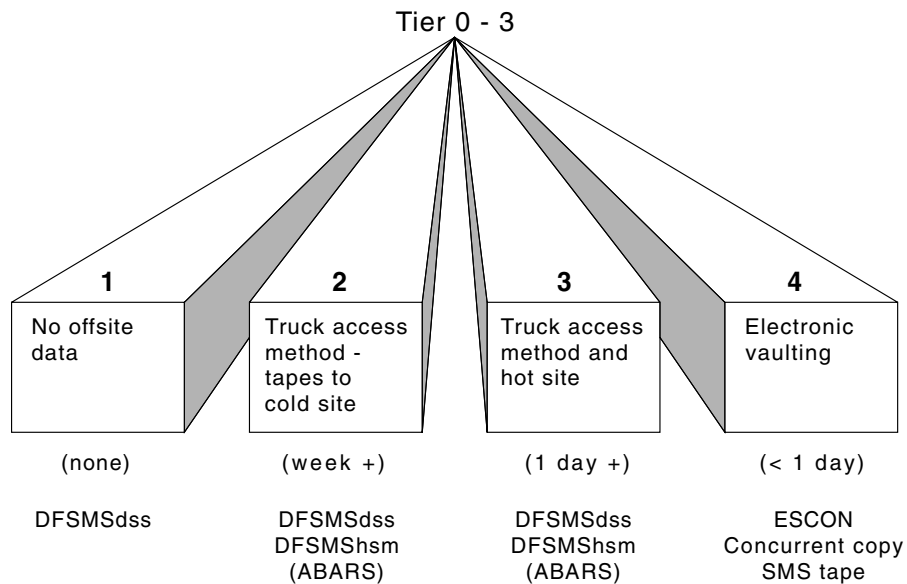 Tier 0 - 3
1
No offsite
data
(none)
DFSMSdss
2
Truck access
method -
tapes to
cold site
(week +)
DFSMSdss
DFSMShsm
(ABARS)
3
Truck access
method and
hot site
(1 day +)
DFSMSdss
DFSMShsm
(ABARS)
4
Electronic
vaulting
(< 1 day)
ESCON
Concurrent copy
SMS tape